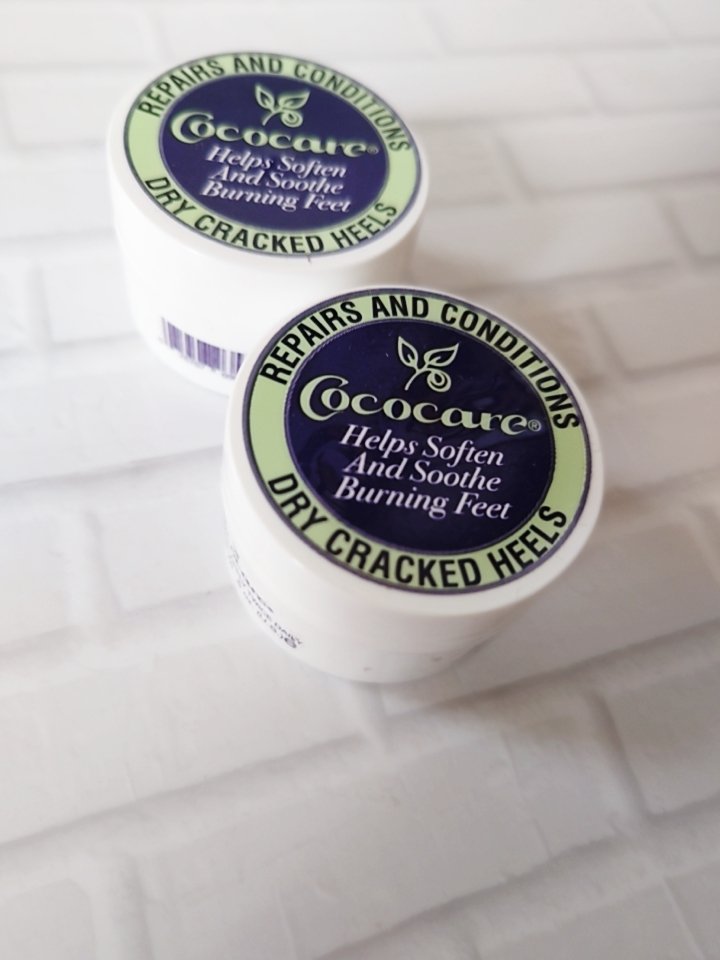 REPAIRS AND CONDITIONS
Cococare®
Helps Soften
And Soothe
Burning Feet
DRY CRACKED HEELS
REPAIRS AND CONDITIONS
Cococare®
Helps Soften
And Soothe
Burning Feet
DRY CRACKED HEELS